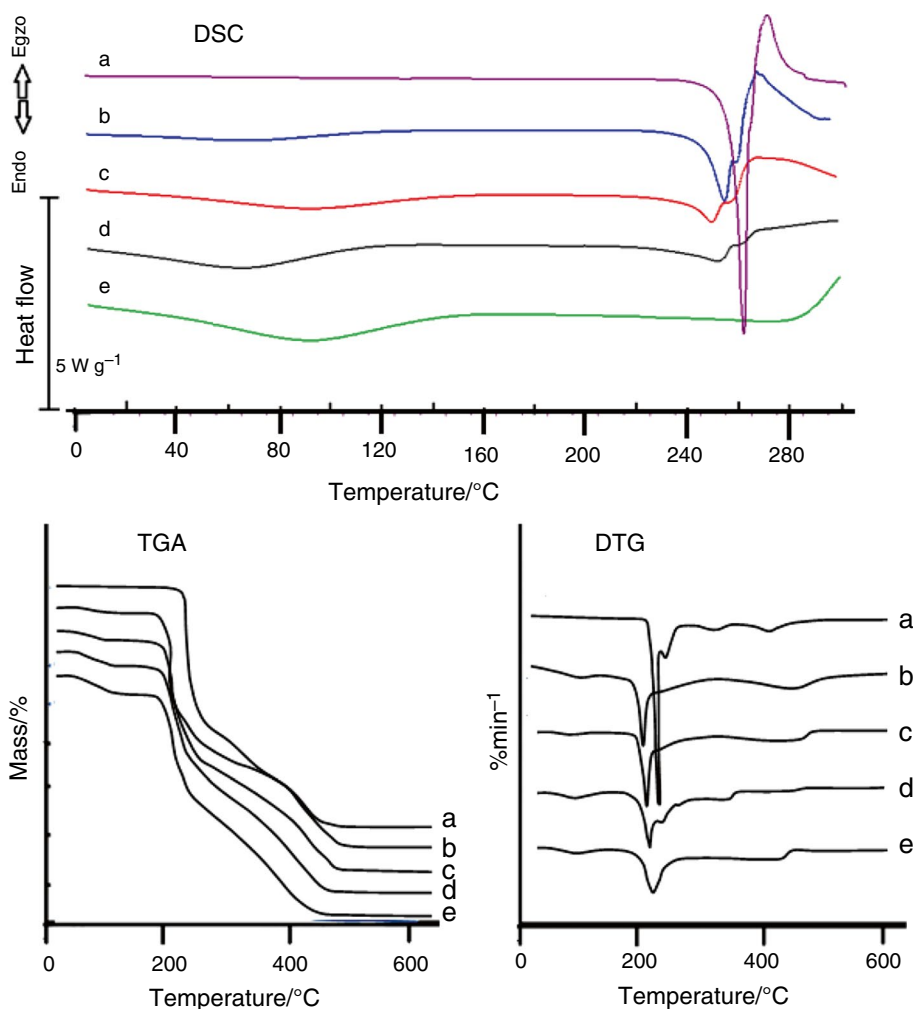 DSC
Egzo
Endo
a
b
c
d
e
Heat flow
5 W g⁻¹
0 40 80 120 160 200 240 280
Temperature/°C
TGA
Mass/%
a
b
c
d
e
0 200 400 600
Temperature/°C
DTG
%min⁻¹
a
b
c
d
e
0 200 400 600
Temperature/°C